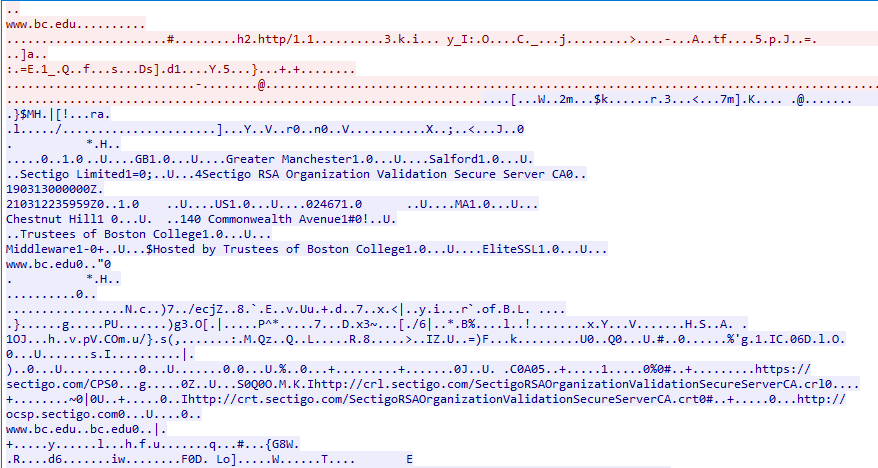 ..
www.bc.edu..........
......................#.........h2.http/1.1..........3.k.i... y_I:.O....C._...j.........>....-...A..tf....5.p.J..=.
..]a..
:.=E.1_.Q..f...s...Ds].d1....Y.5...}...+.+........
..........................-.......@....................................................................................
................................................................[...W..2m...$k......r.3...<...7m].K.... .@.......
.}$MH.|[!...ra.
.l...../.....................]...Y..V..r0..n0..V...........X..;..<...J..0
. *.H..
.....0..1.0 ..U....GB1.0...U....Greater Manchester1.0...U....Salford1.0...U.
..Sectigo Limited1=0;..U...4Sectigo RSA Organization Validation Secure Server CA0..
190313000000Z.
210312235959Z0..1.0 ..U....US1.0...U....024671.0 ..U....MA1.0...U...
Chestnut Hill1 0...U. ..140 Commonwealth Avenue1#0!..U.
..Trustees of Boston College1.0...U...
Middleware1-0+..U...$Hosted by Trustees of Boston College1.0...U....EliteSSL1.0...U...
www.bc.edu0.."0
. *.H..
..........0..
................N.c..)7../ecjZ..8.`.E..v.Uu.+.d..7..x.<|..y.i...r`.of.B.L. ....
.}......g.....PU.......)g3.O[.|.....P^*.....7...D.x3~...[./6|..*.B%....l..!........x.Y...V.......H.S..A. .
1OJ...h..v.pV.COm.u/}.s(,.......:.M.Qz..Q..L.....R.8.....>..IZ.U..=)F...k.........U0..Q0...U.#..0......%'g.1.IC.06D.l.O.
0...U.......s.I..........|.
)..0...U...........0...U.......0.0...U.%..0...+.........+.......0J..U.. .C0A05..+.....1....0%0#..+........https://
sectigo.com/CPS0...g.....0Z..U...S0Q0O.M.K.Ihttp://crl.sectigo.com/SectigoRSAOrganizationValidationSecureServerCA.crl0....
+.......~0|0U..+.....0..Ihttp://crt.sectigo.com/SectigoRSAOrganizationValidationSecureServerCA.crt0#..+.....0...http://
ocsp.sectigo.com0...U....0..
www.bc.edu..bc.edu0..|.
+.....y......l...h.f.u.......q...#...{G8W.
.R....d6.......iw........F0D. Lo].....W......T.... E